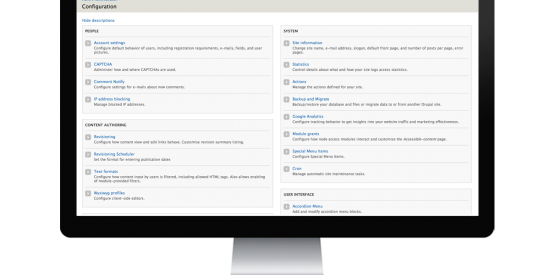 Configuration
Hide descriptions
PEOPLE
Account settings
Configure default behavior of users, including registration requirements, e-mails, fields, and user
pictures.
CAPTCHA
Administer how and where CAPTCHAs are used.
Comment Notify
Configure settings for e-mails about new comments.
IP address blocking
Manage blocked IP addresses.
CONTENT AUTHORING
Revisioning
Configure how content view and edit links behave. Customize revision summary listing.
Revisioning Scheduler
Set the format for entering publication dates
Text formats
Configure how content input by users is filtered, including allowed HTML tags. Also allows enabling
of module-provided filters.
Wysiwyg profiles
Configure client-side editors.
SYSTEM
Site information
Change site name, e-mail address, slogan, default front page, and number of posts per page, error
pages.
Statistics
Control details about what and how your site logs access statistics.
Actions
Manage the actions defined for your site.
Backup and Migrate
Backup/restore your database and files or migrate data to or from another Drupal site.
Google Analytics
Configure tracking behavior to get insights into your website traffic and marketing effectiveness.
Module grants
Configure how node access modules interact and customise the Accessible-content page.
Special Menu Items
Configure Special Menu Items.
Cron
Manage automatic site maintenance tasks.
USER INTERFACE
Accordion Menu
Add and modify accordion menu blocks.